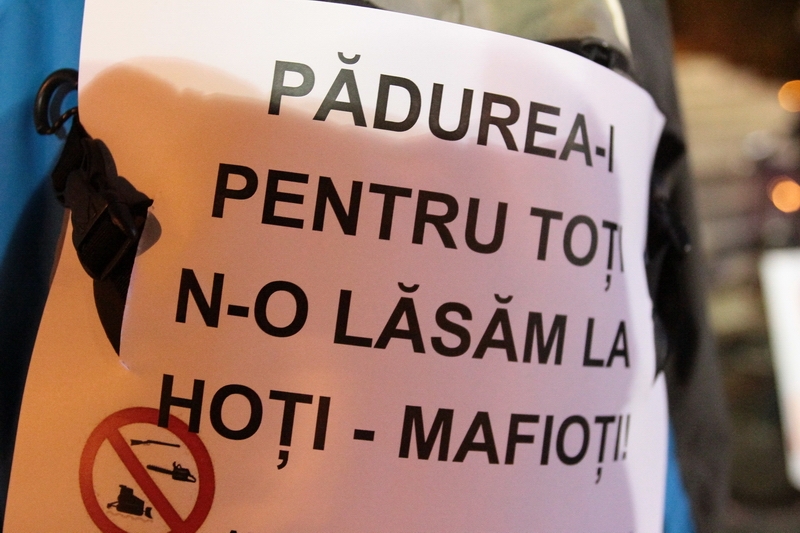 PĂDUREA-I
PENTRU TOȚI
N-O LĂSĂM LA
HOȚI - MAFIOȚI!